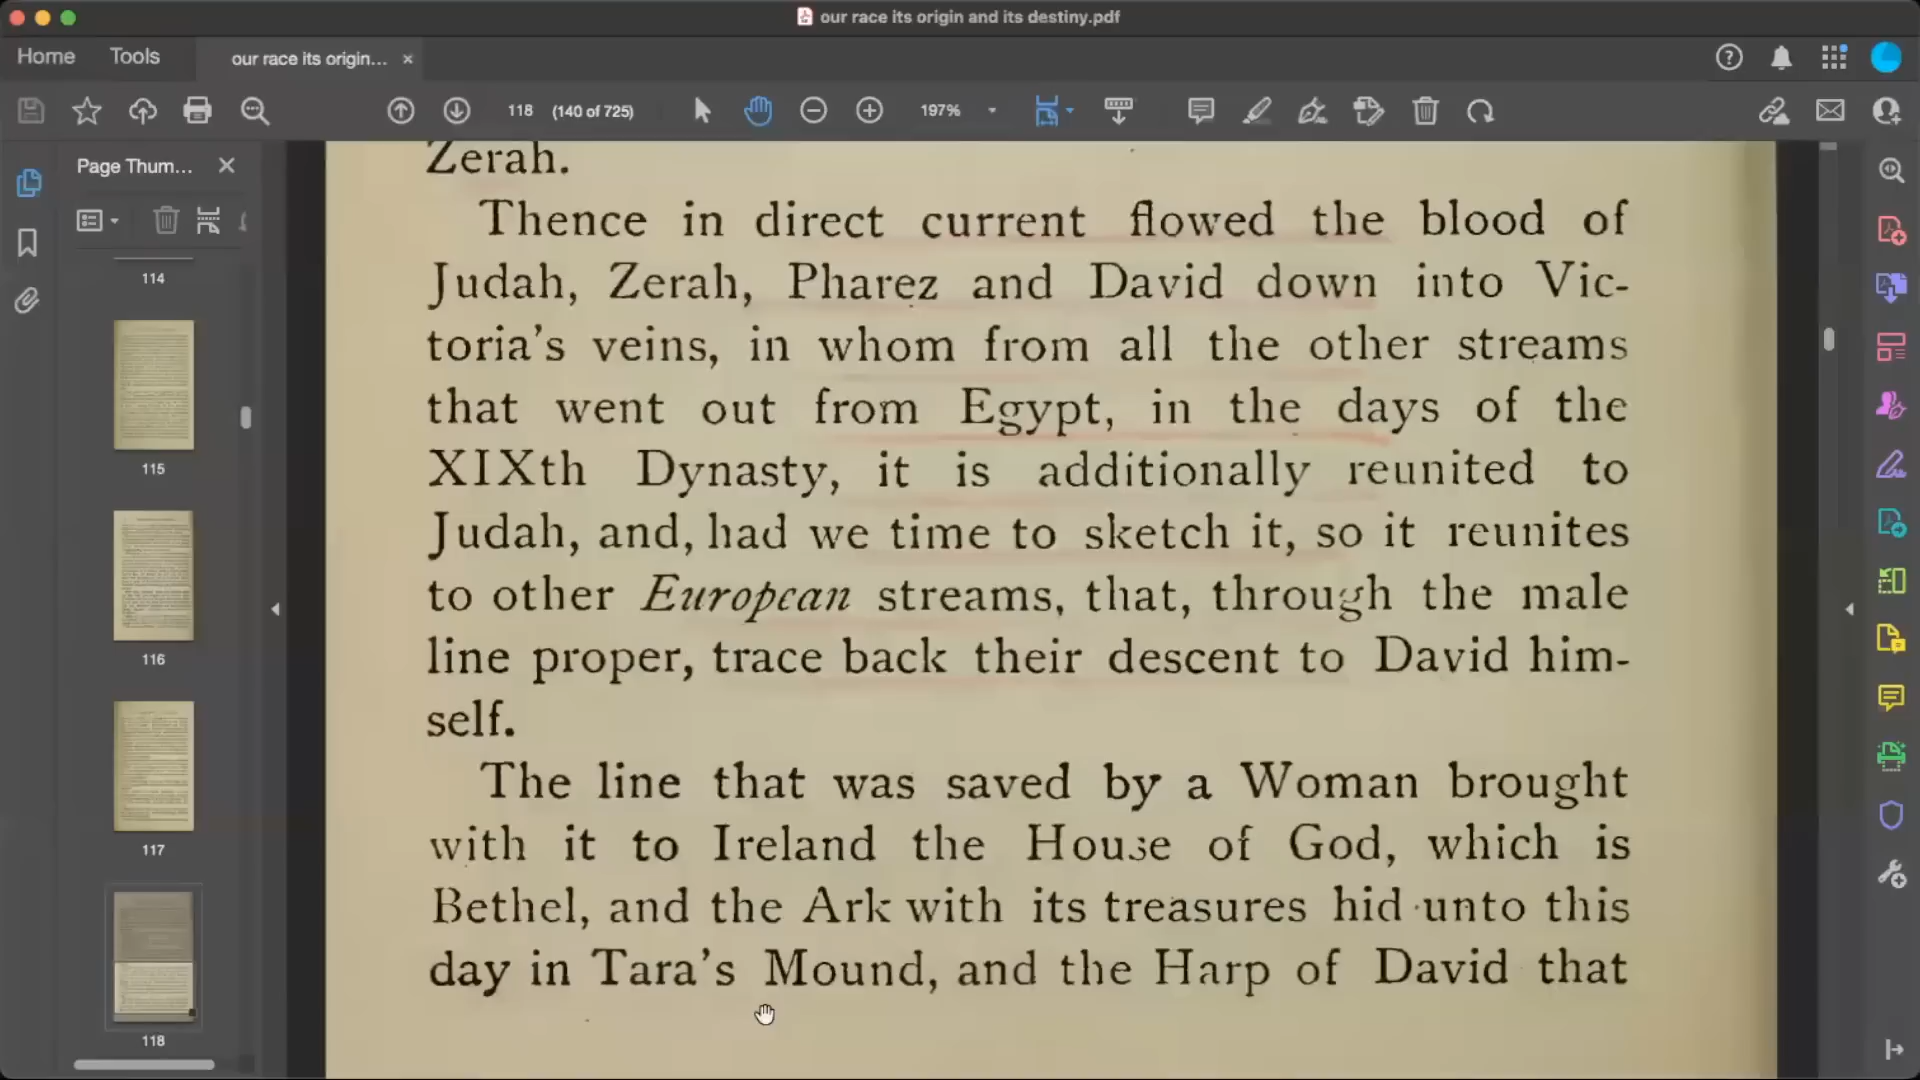 our race its origin and its destiny.pdf
Home Tools our race its origin... ×
118 (140 of 725) 197%
Page Thum...
114
115
116
117
118
Zerah.
Thence in direct current flowed the blood of
Judah, Zerah, Pharez and David down into Vic-
toria's veins, in whom from all the other streams
that went out from Egypt, in the days of the
XIXth Dynasty, it is additionally reunited to
Judah, and, had we time to sketch it, so it reunites
to other European streams, that, through the male
line proper, trace back their descent to David him-
self.
The line that was saved by a Woman brought
with it to Ireland the House of God, which is
Bethel, and the Ark with its treasures hid unto this
day in Tara's Mound, and the Harp of David that